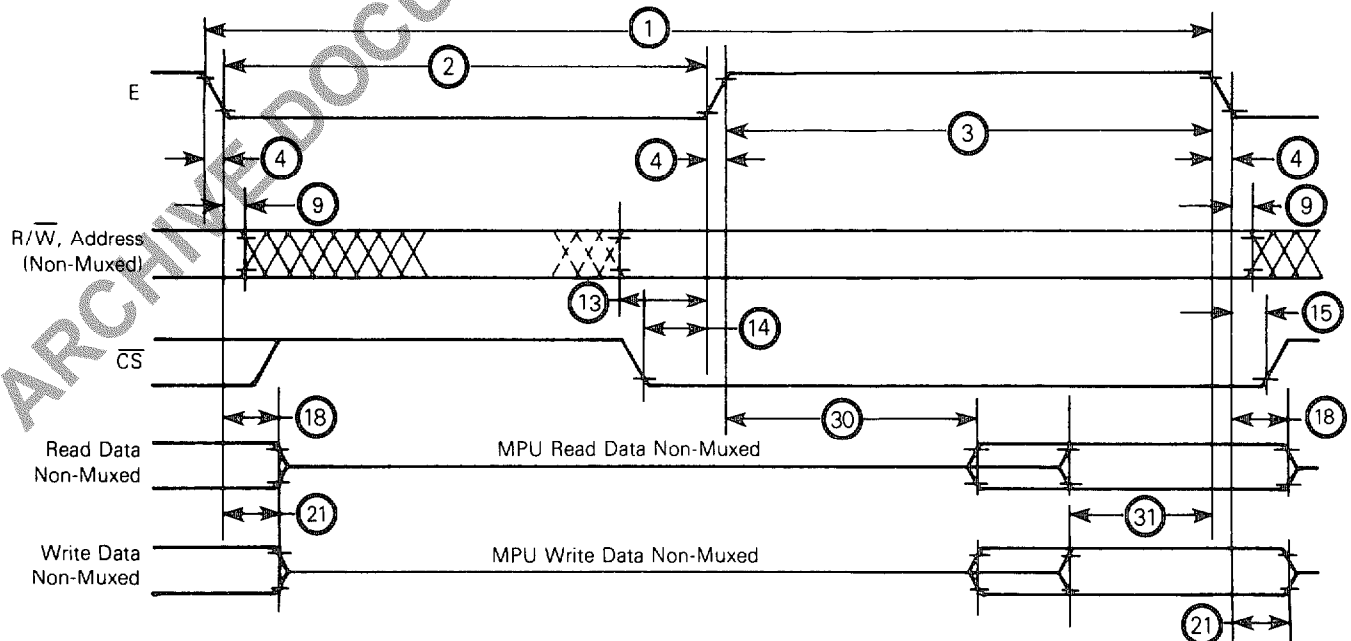 ARCHIVE DOCU
1
2
E
3
4
4
4
9
9
R/W̅, Address
(Non-Muxed)
13
14
15
C̅S̅
18
30
18
Read Data
Non-Muxed
MPU Read Data Non-Muxed
21
31
Write Data
Non-Muxed
MPU Write Data Non-Muxed
21